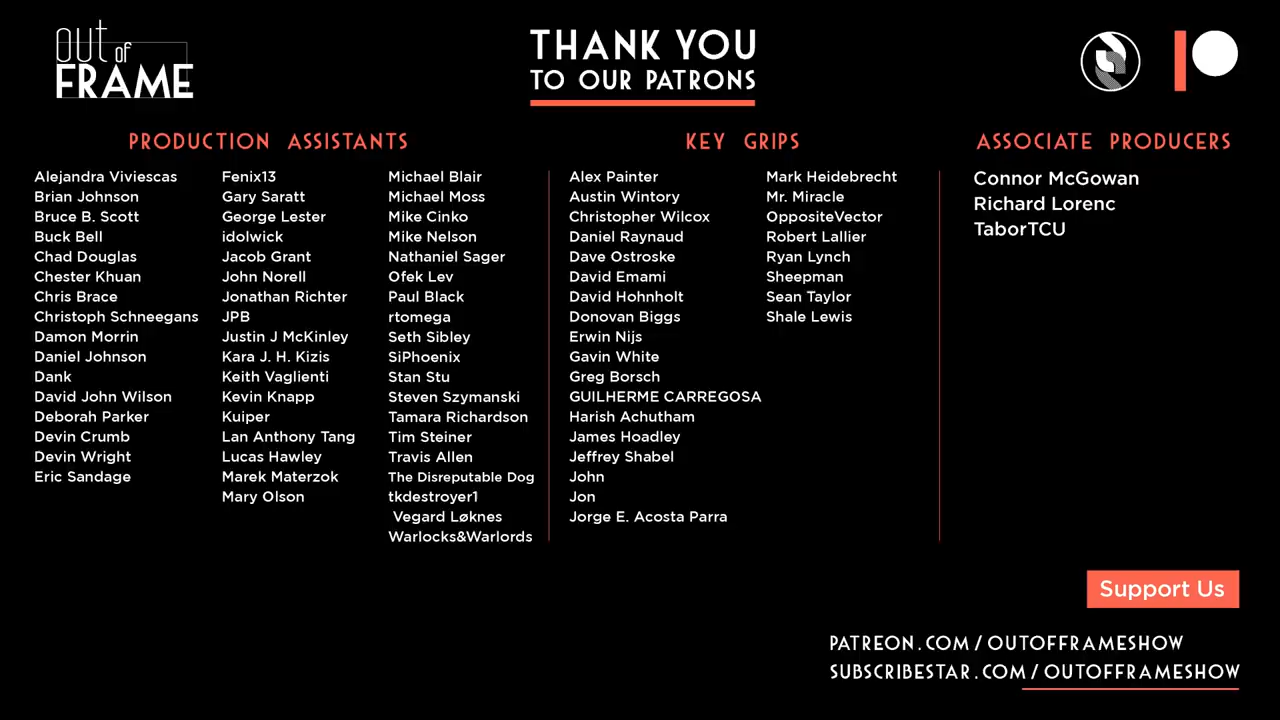 OUT OF
FRAME
THANK YOU
TO OUR PATRONS
PRODUCTION ASSISTANTS
Alejandra Viviescas
Brian Johnson
Bruce B. Scott
Buck Bell
Chad Douglas
Chester Khuan
Chris Brace
Christoph Schneegans
Damon Morrin
Daniel Johnson
Dank
David John Wilson
Deborah Parker
Devin Crumb
Devin Wright
Eric Sandage
Fenix13
Gary Saratt
George Lester
idolwick
Jacob Grant
John Norell
Jonathan Richter
JPB
Justin J McKinley
Kara J. H. Kizis
Keith Vaglienti
Kevin Knapp
Kuiper
Lan Anthony Tang
Lucas Hawley
Marek Materzok
Mary Olson
Michael Blair
Michael Moss
Mike Cinko
Mike Nelson
Nathaniel Sager
Ofek Lev
Paul Black
rtomega
Seth Sibley
SiPhoenix
Stan Stu
Steven Szymanski
Tamara Richardson
Tim Steiner
Travis Allen
The Disreputable Dog
tkdestroyer1
Vegard Løknes
Warlocks&Warlords
KEY GRIPS
Alex Painter
Austin Wintory
Christopher Wilcox
Daniel Raynaud
Dave Ostroske
David Emami
David Hohnholt
Donovan Biggs
Erwin Nijs
Gavin White
Greg Borsch
GUILHERME CARREGOSA
Harish Achutham
James Hoadley
Jeffrey Shabel
John
Jon
Jorge E. Acosta Parra
Mark Heidebrecht
Mr. Miracle
OppositeVector
Robert Lallier
Ryan Lynch
Sheepman
Sean Taylor
Shale Lewis
ASSOCIATE PRODUCERS
Connor McGowan
Richard Lorenc
TaborTCU
Support Us
PATREON.COM/OUTOFFRAMESHOW
SUBSCRIBESTAR.COM/OUTOFFRAMESHOW